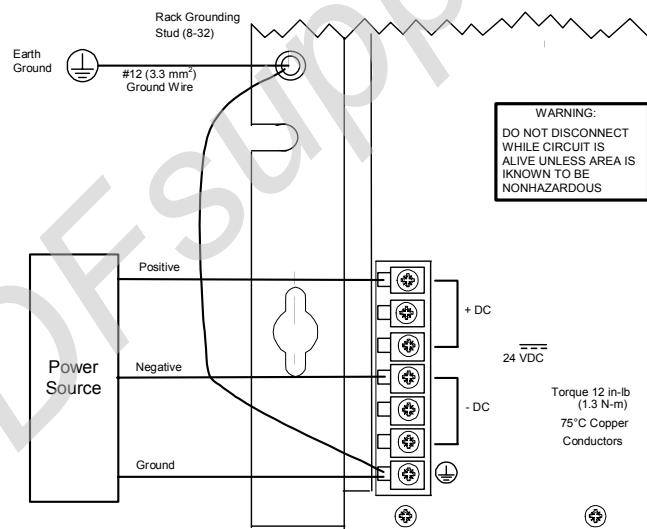 Rack Grounding
Stud (8-32)
Earth
Ground
#12 (3.3 mm²)
Ground Wire
WARNING:
DO NOT DISCONNECT
WHILE CIRCUIT IS
ALIVE UNLESS AREA IS
IKNOWN TO BE
NONHAZARDOUS
Positive
+ DC
24 VDC
Power
Source
Negative
- DC
Torque 12 in-lb
(1.3 N-m)
75°C Copper
Conductors
Ground
DFsupp